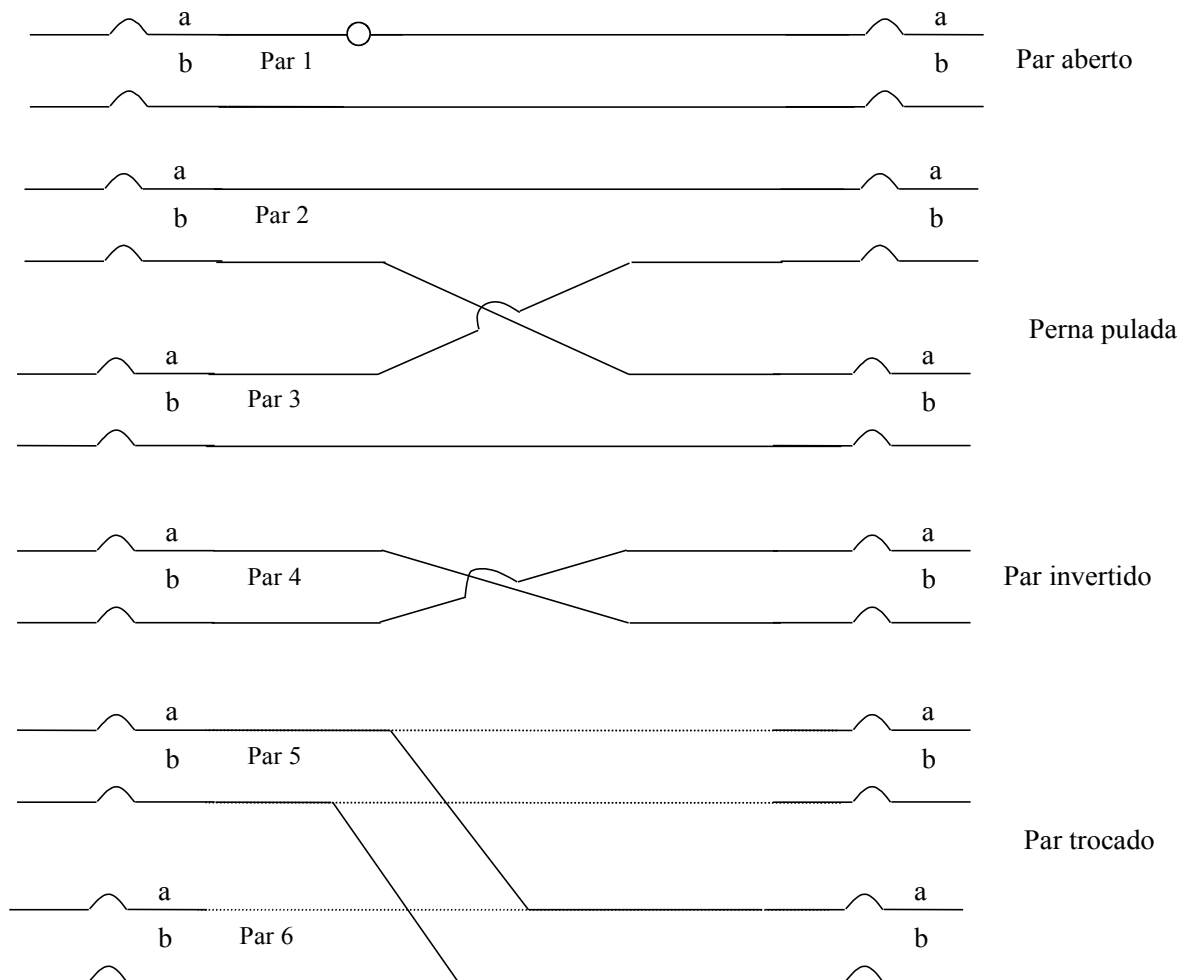 a a
b Par 1 b Par aberto
a a
b Par 2 b
Perna pulada
a a
b Par 3 b
a a
b Par 4 b Par invertido
a a
b Par 5 b
Par trocado
a a
b Par 6 b